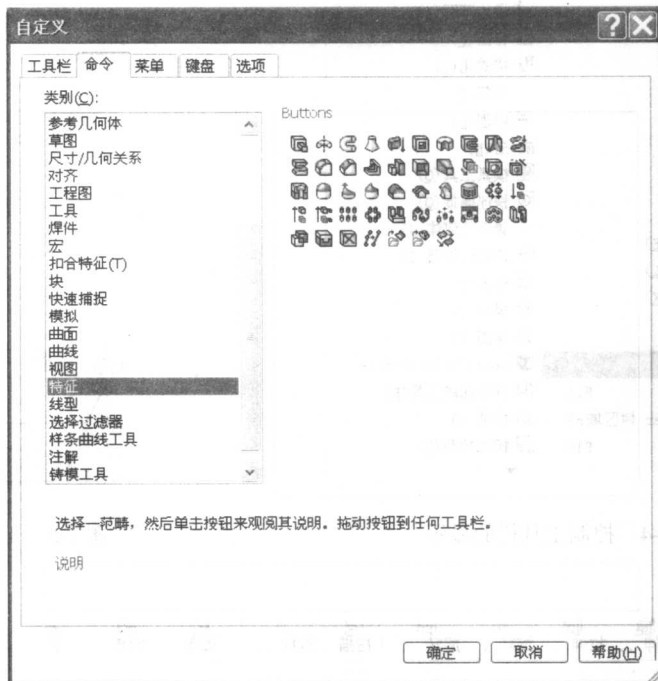 自定义
工具栏 命令 菜单 键盘 选项
类别(C):
Buttons
参考几何体
草图
尺寸/几何关系
对齐
工程图
工具
焊件
宏
扣合特征(T)
块
快速捕捉
模拟
曲面
曲线
视图
特征
线型
选择过滤器
样条曲线工具
注解
铸模工具
选择一范畴，然后单击按钮来观阅其说明。拖动按钮到任何工具栏。
说明
确定 取消 帮助(H)